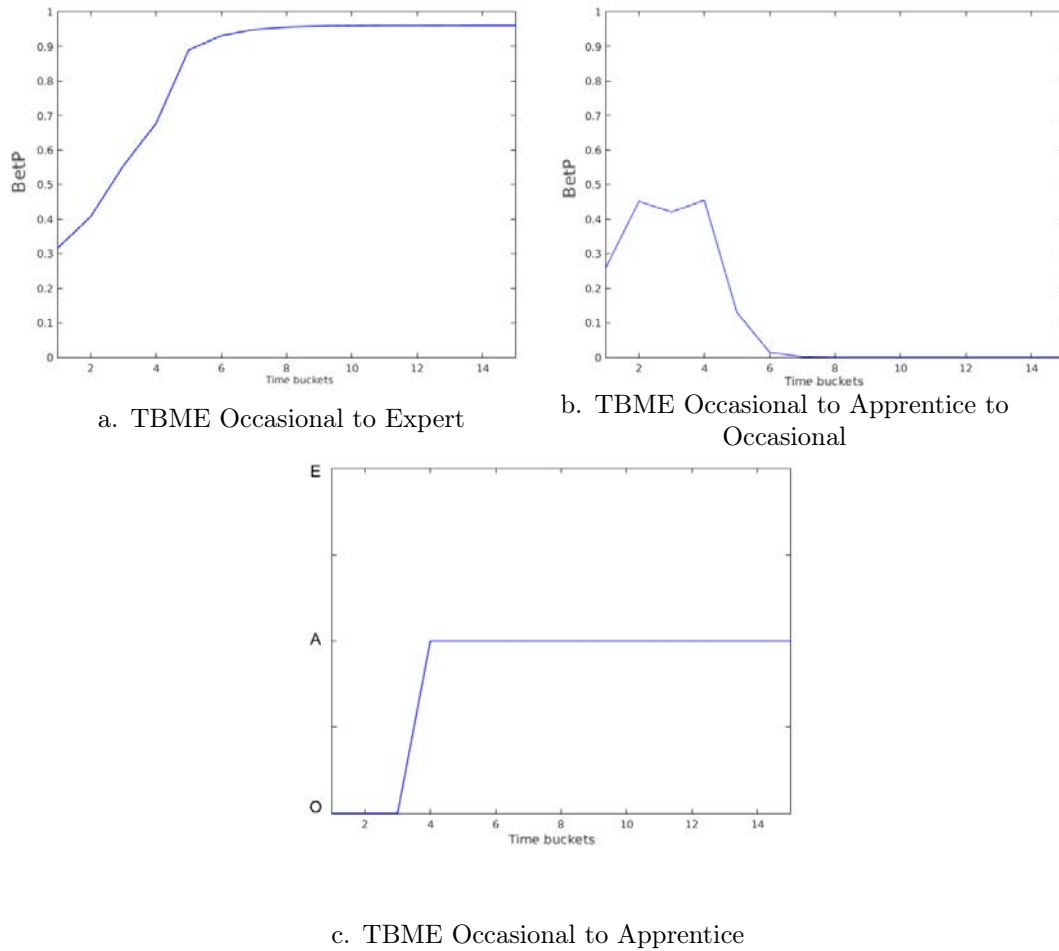 1
0.9
0.8
0.7
0.6
0.5
0.4
0.3
0.2
0.1
0
BetP
2 4 6 8 10 12 14
Time buckets
a. TBME Occasional to Expert
1
0.9
0.8
0.7
0.6
0.5
0.4
0.3
0.2
0.1
0
BetP
2 4 6 8 10 12 14
Time buckets
b. TBME Occasional to Apprentice to
Occasional
E
A
O
2 4 6 8 10 12 14
Time buckets
c. TBME Occasional to Apprentice